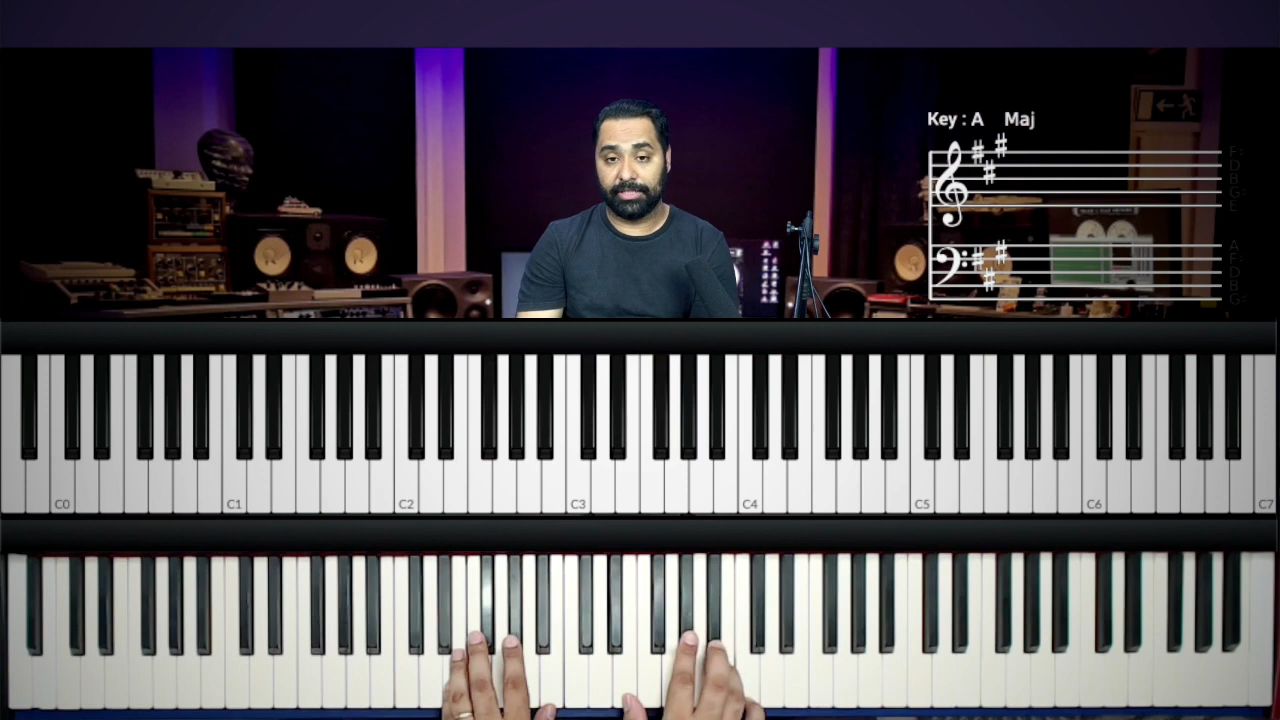 Key : A Maj
F♯
D
B
G♯
E
A
F♯
D
B
G♯
C0 C1 C2 C3 C4 C5 C6 C7